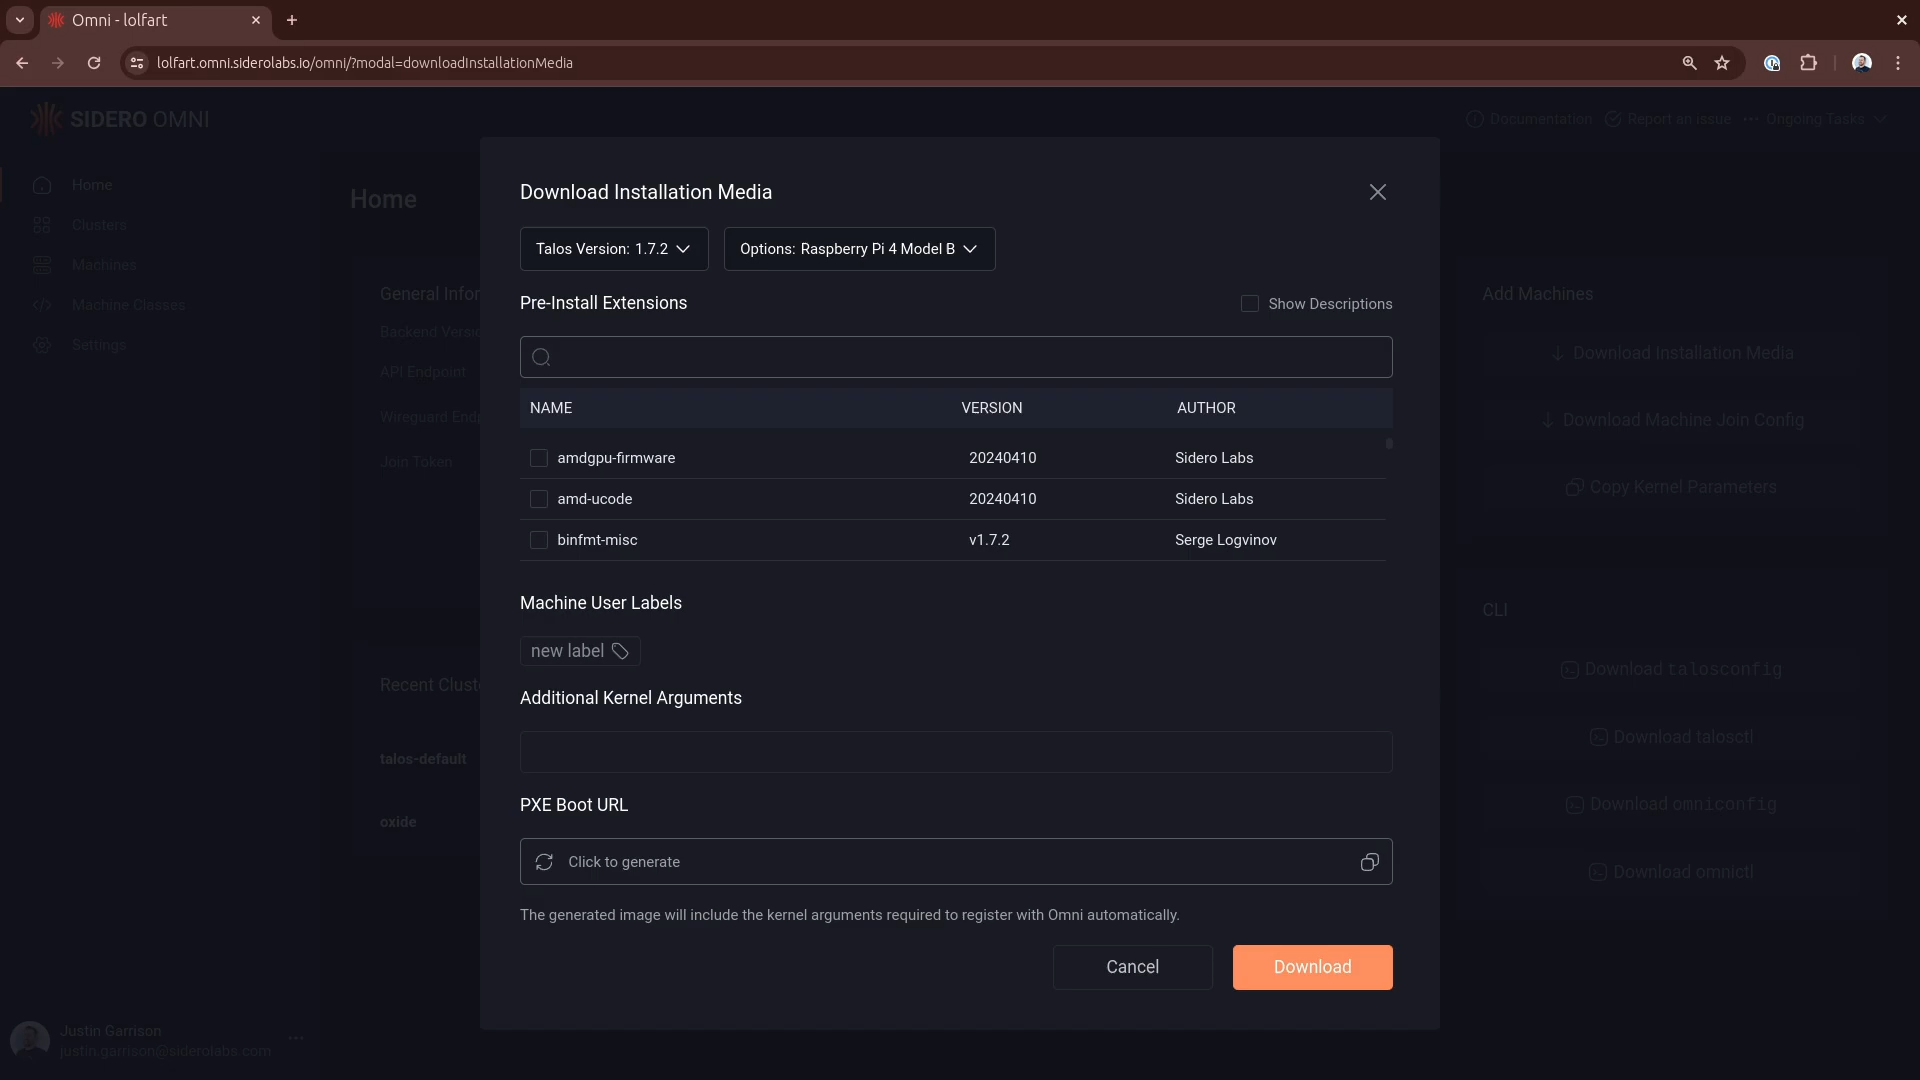 Omni - lolfart
lolfart.omni.siderolabs.io/omni/?modal=downloadInstallationMedia
SIDERO OMNI
Documentation
Report an issue
Ongoing Tasks
Home
Clusters
Machines
Machine Classes
Settings
Home
General Infor
Backend Versio
API Endpoint
Wireguard Endp
Join Token
Recent Cluste
talos-default
oxide
Download Installation Media
Talos Version: 1.7.2
Options: Raspberry Pi 4 Model B
Pre-Install Extensions
Show Descriptions
NAME VERSION AUTHOR
amdgpu-firmware 20240410 Sidero Labs
amd-ucode 20240410 Sidero Labs
binfmt-misc v1.7.2 Serge Logvinov
Machine User Labels
new label
Additional Kernel Arguments
PXE Boot URL
Click to generate
The generated image will include the kernel arguments required to register with Omni automatically.
Cancel
Download
Add Machines
Download Installation Media
Download Machine Join Config
Copy Kernel Parameters
CLI
Download talosconfig
Download talosctl
Download omniconfig
Download omnictl
Justin Garrison
justin.garrison@siderolabs.com